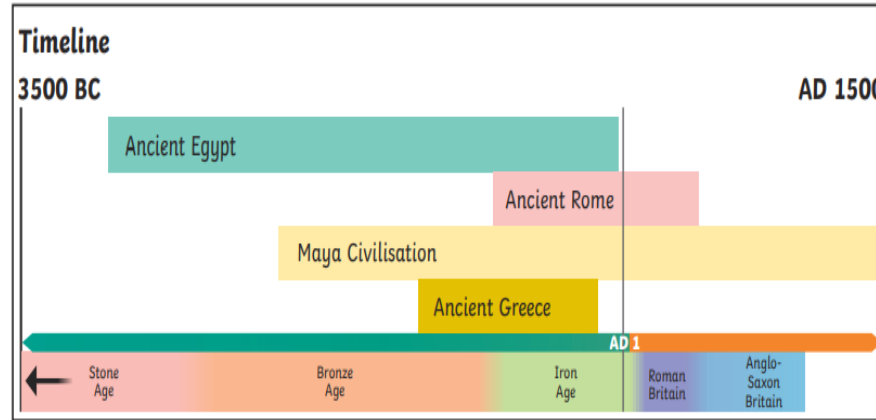 Timeline
3500 BC
AD 1500
Ancient Egypt
Ancient Rome
Maya Civilisation
Ancient Greece
AD 1
Stone
Age
Bronze
Age
Iron
Age
Roman
Britain
Anglo-
Saxon
Britain